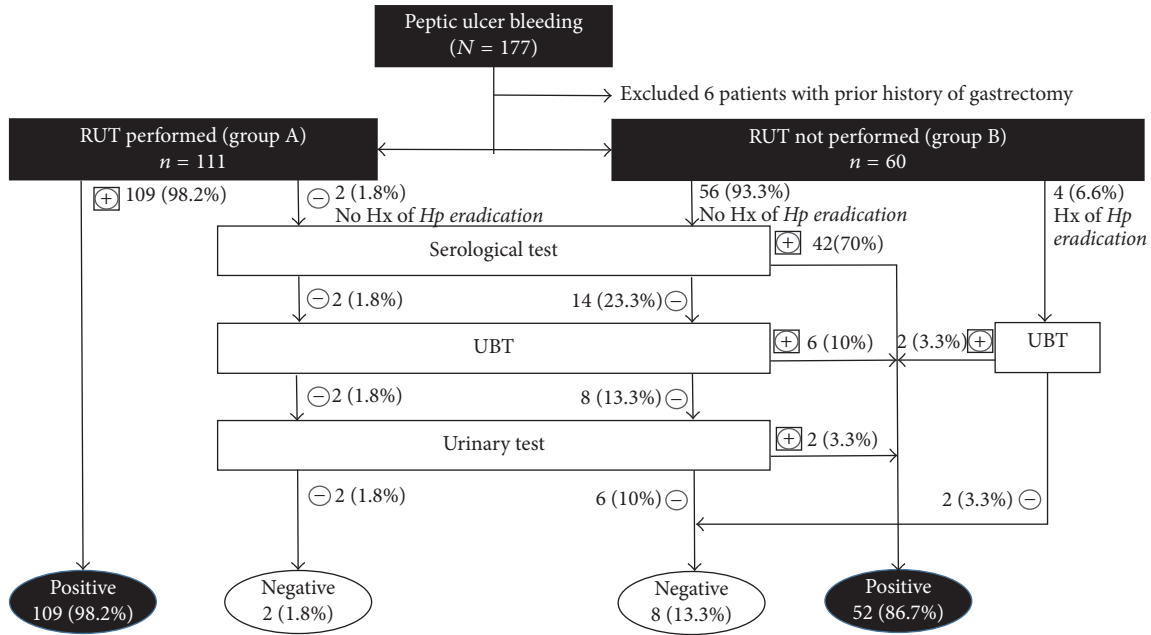 Peptic ulcer bleeding
(N = 177)
Excluded 6 patients with prior history of gastrectomy
RUT performed (group A)
n = 111
RUT not performed (group B)
n = 60
+ 109 (98.2%)
− 2 (1.8%)
No Hx of Hp eradication
56 (93.3%)
No Hx of Hp eradication
4 (6.6%)
Hx of Hp
eradication
Serological test
+ 42(70%)
− 2 (1.8%)
14 (23.3%) −
UBT
+ 6 (10%)
2 (3.3%) +
UBT
− 2 (1.8%)
8 (13.3%) −
Urinary test
+ 2 (3.3%)
− 2 (1.8%)
6 (10%) −
2 (3.3%) −
Positive
109 (98.2%)
Negative
2 (1.8%)
Negative
8 (13.3%)
Positive
52 (86.7%)